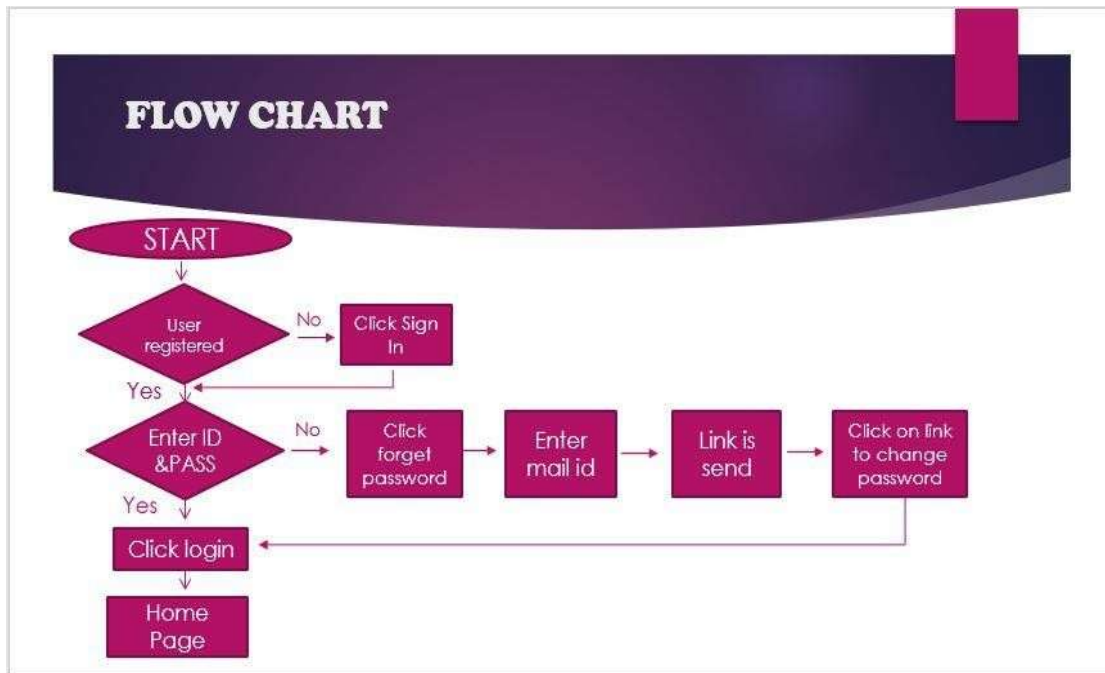 FLOW CHART
START
User
registered
No
Click Sign
In
Yes
Enter ID
&PASS
No
Click
forget
password
Enter
mail id
Link is
send
Click on link
to change
password
Yes
Click login
Home
Page